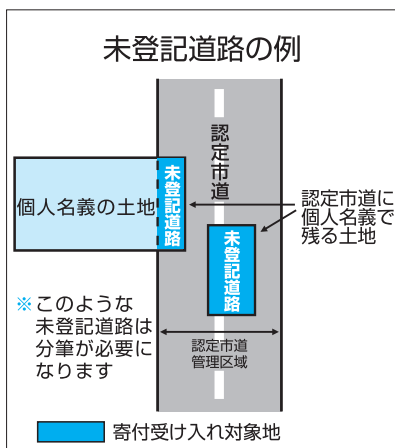 未登記道路の例
認定市道
未登記道路
個人名義の土地
認定市道に
個人名義で
残る土地
未登記道路
※このような
未登記道路は
分筆が必要に
なります
認定市道
管理区域
寄付受け入れ対象地